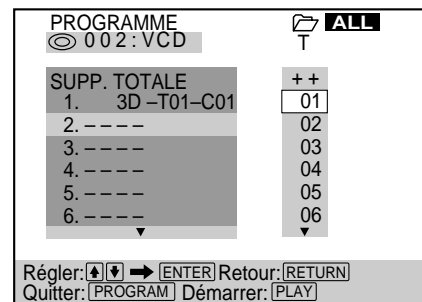 PROGRAMME ALL
002:VCD T
SUPP. TOTALE ++
1. 3D –T01–C01 01
2. – – – – 02
3. – – – – 03
4. – – – – 04
5. – – – – 05
6. – – – – 06
Régler: ENTER Retour: RETURN
Quitter: PROGRAM Démarrer: PLAY